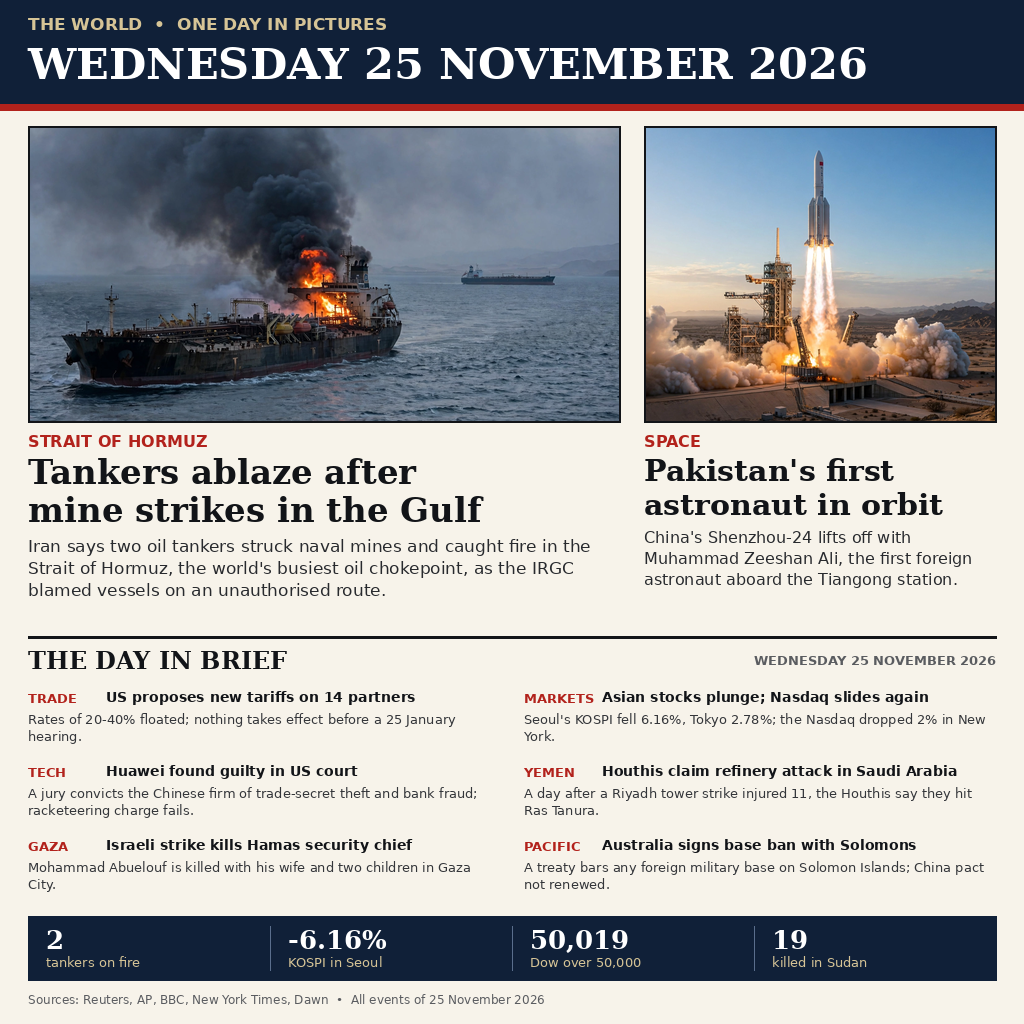 THE WORLD • ONE DAY IN PICTURES
WEDNESDAY 25 NOVEMBER 2026
STRAIT OF HORMUZ
Tankers ablaze after
mine strikes in the Gulf
Iran says two oil tankers struck naval mines and caught fire in the
Strait of Hormuz, the world's busiest oil chokepoint, as the IRGC
blamed vessels on an unauthorised route.
SPACE
Pakistan's first
astronaut in orbit
China's Shenzhou-24 lifts off with
Muhammad Zeeshan Ali, the first foreign
astronaut aboard the Tiangong station.
THE DAY IN BRIEF
WEDNESDAY 25 NOVEMBER 2026
TRADE US proposes new tariffs on 14 partners
Rates of 20-40% floated; nothing takes effect before a 25 January
hearing.
MARKETS Asian stocks plunge; Nasdaq slides again
Seoul's KOSPI fell 6.16%, Tokyo 2.78%; the Nasdaq dropped 2% in New
York.
TECH Huawei found guilty in US court
A jury convicts the Chinese firm of trade-secret theft and bank fraud;
racketeering charge fails.
YEMEN Houthis claim refinery attack in Saudi Arabia
A day after a Riyadh tower strike injured 11, the Houthis say they hit
Ras Tanura.
GAZA Israeli strike kills Hamas security chief
Mohammad Abuelouf is killed with his wife and two children in Gaza
City.
PACIFIC Australia signs base ban with Solomons
A treaty bars any foreign military base on Solomon Islands; China pact
not renewed.
2
tankers on fire
-6.16%
KOSPI in Seoul
50,019
Dow over 50,000
19
killed in Sudan
Sources: Reuters, AP, BBC, New York Times, Dawn • All events of 25 November 2026